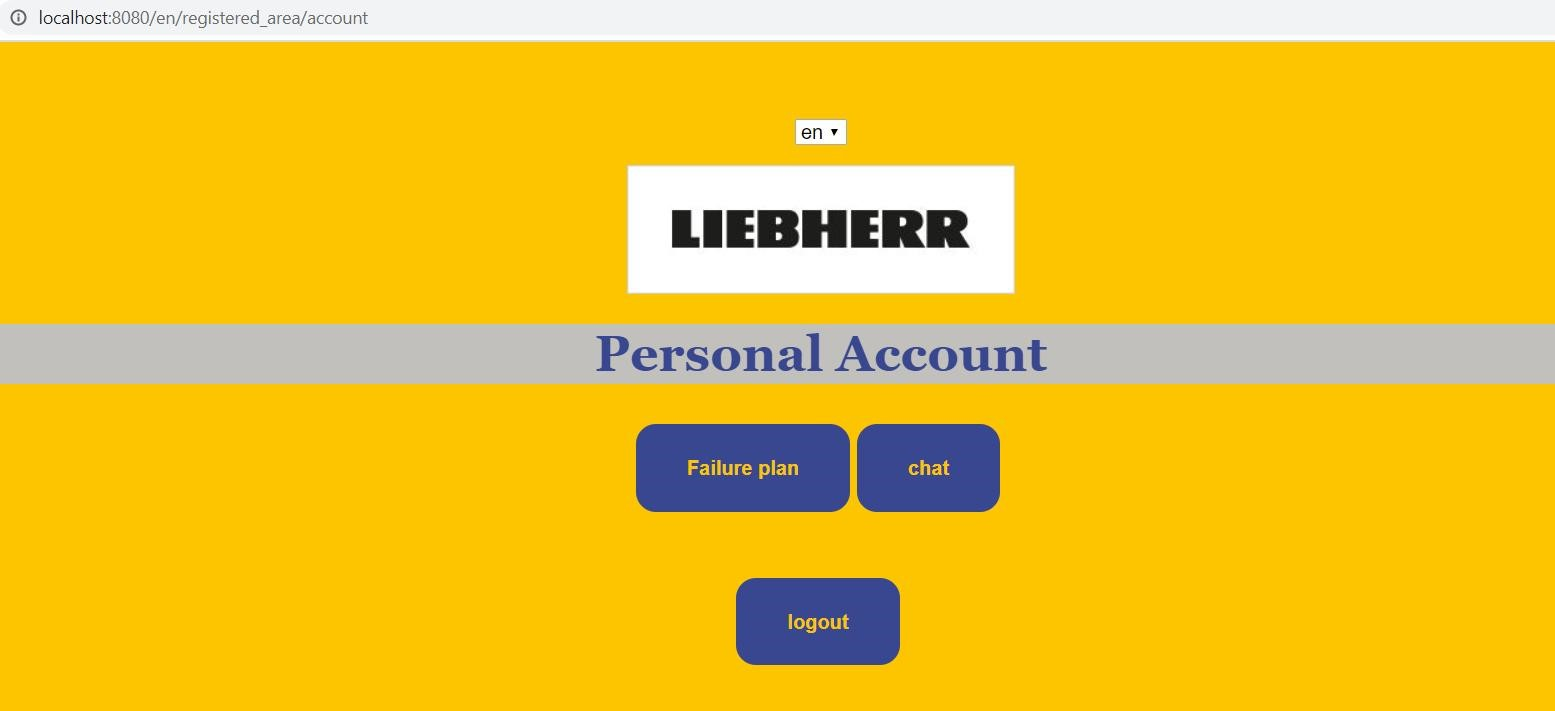 localhost:8080/en/registered_area/account
en
LIEBHERR
Personal Account
Failure plan chat
logout